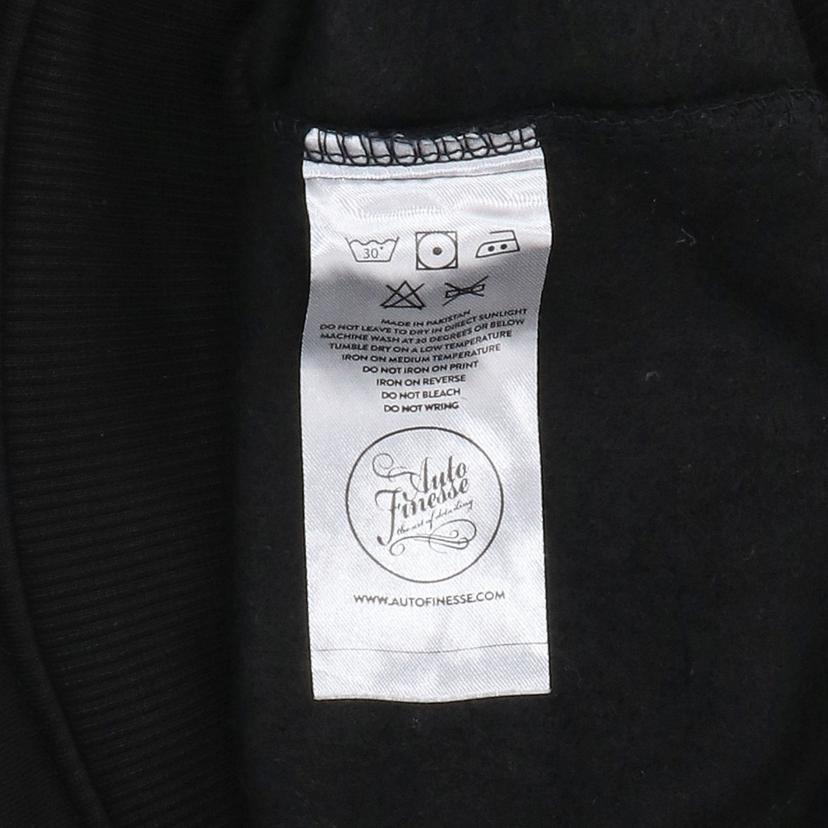 30°
MADE IN PAKISTAN
DO NOT LEAVE TO DRY IN DIRECT SUNLIGHT
MACHINE WASH AT 30 DEGREES OR BELOW
TUMBLE DRY ON A LOW TEMPERATURE
IRON ON MEDIUM TEMPERATURE
DO NOT IRON ON PRINT
IRON ON REVERSE
DO NOT BLEACH
DO NOT WRING
Auto
Finesse
the art of detailing
WWW.AUTOFINESSE.COM